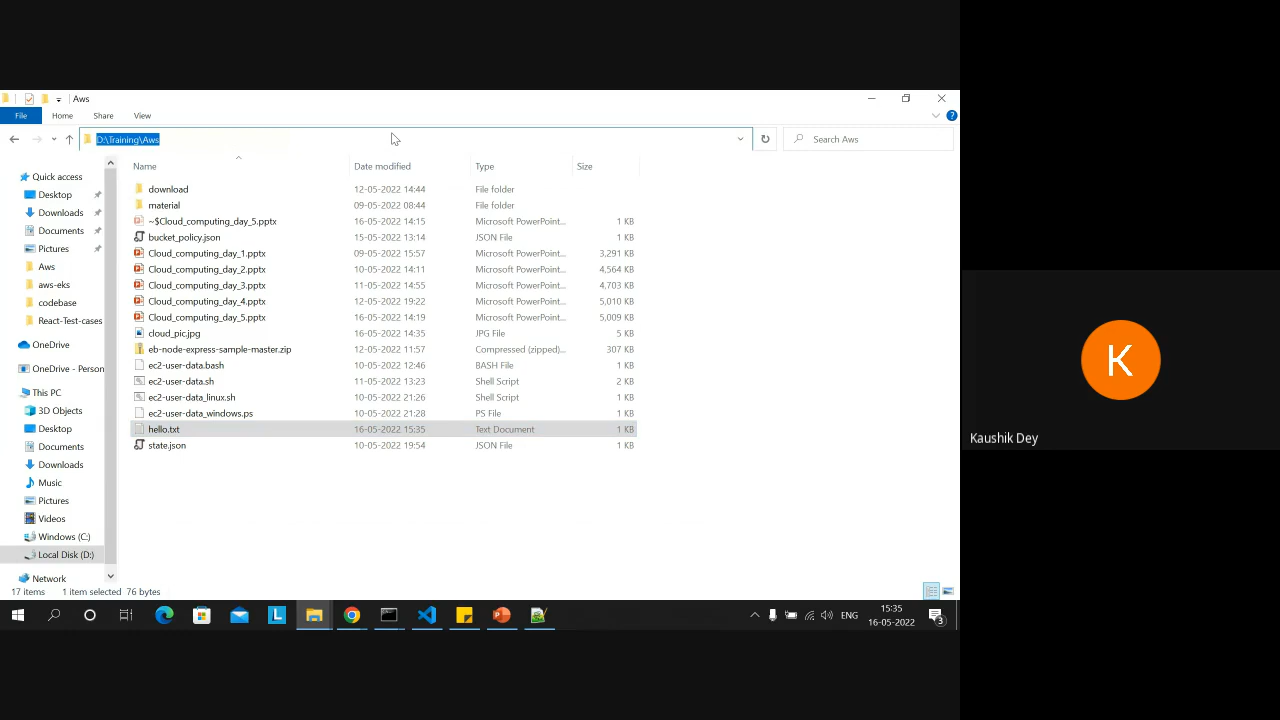 Aws
File Home Share View
D:\Training\Aws
Search Aws
Name Date modified Type Size
Quick access
Desktop
Downloads
Documents
Pictures
Aws
aws-eks
codebase
React-Test-cases
OneDrive
OneDrive - Person
This PC
3D Objects
Desktop
Documents
Downloads
Music
Pictures
Videos
Windows (C:)
Local Disk (D:)
Network
download 12-05-2022 14:44 File folder
material 09-05-2022 08:44 File folder
~$Cloud_computing_day_5.pptx 16-05-2022 14:15 Microsoft PowerPoint... 1 KB
bucket_policy.json 15-05-2022 13:14 JSON File 1 KB
Cloud_computing_day_1.pptx 09-05-2022 15:57 Microsoft PowerPoint... 3,291 KB
Cloud_computing_day_2.pptx 10-05-2022 14:11 Microsoft PowerPoint... 4,564 KB
Cloud_computing_day_3.pptx 11-05-2022 14:55 Microsoft PowerPoint... 4,703 KB
Cloud_computing_day_4.pptx 12-05-2022 19:22 Microsoft PowerPoint... 5,010 KB
Cloud_computing_day_5.pptx 16-05-2022 14:19 Microsoft PowerPoint... 5,009 KB
cloud_pic.jpg 16-05-2022 14:35 JPG File 5 KB
eb-node-express-sample-master.zip 12-05-2022 11:57 Compressed (zipped)... 307 KB
ec2-user-data.bash 10-05-2022 12:46 BASH File 1 KB
ec2-user-data.sh 11-05-2022 13:23 Shell Script 2 KB
ec2-user-data_linux.sh 10-05-2022 21:26 Shell Script 1 KB
ec2-user-data_windows.ps 10-05-2022 21:28 PS File 1 KB
hello.txt 16-05-2022 15:35 Text Document 1 KB
state.json 10-05-2022 19:54 JSON File 1 KB
17 items 1 item selected 76 bytes
L
ENG
15:35
16-05-2022
3
K
Kaushik Dey